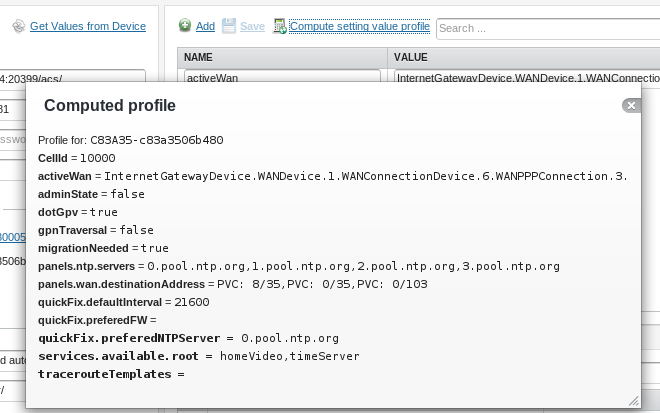 Get Values from Device
Add
Save
Compute setting value profile
Search ...
NAME
VALUE
4:20399/acs/
activeWan
InternetGatewayDevice.WANDevice.1.WANConnectio
Computed profile
31
Profile for: C83A35-c83a3506b480
CellId = 10000
activeWan = InternetGatewayDevice.WANDevice.1.WANConnectionDevice.6.WANPPPConnection.3.
adminState = false
dotGpv = true
gpnTraversal = false
migrationNeeded = true
panels.ntp.servers = 0.pool.ntp.org,1.pool.ntp.org,2.pool.ntp.org,3.pool.ntp.org
panels.wan.destinationAddress = PVC: 8/35,PVC: 0/35,PVC: 0/103
quickFix.defaultInterval = 21600
quickFix.preferedFW =
quickFix.preferedNTPServer = 0.pool.ntp.org
services.available.root = homeVideo,timeServer
tracerouteTemplates =